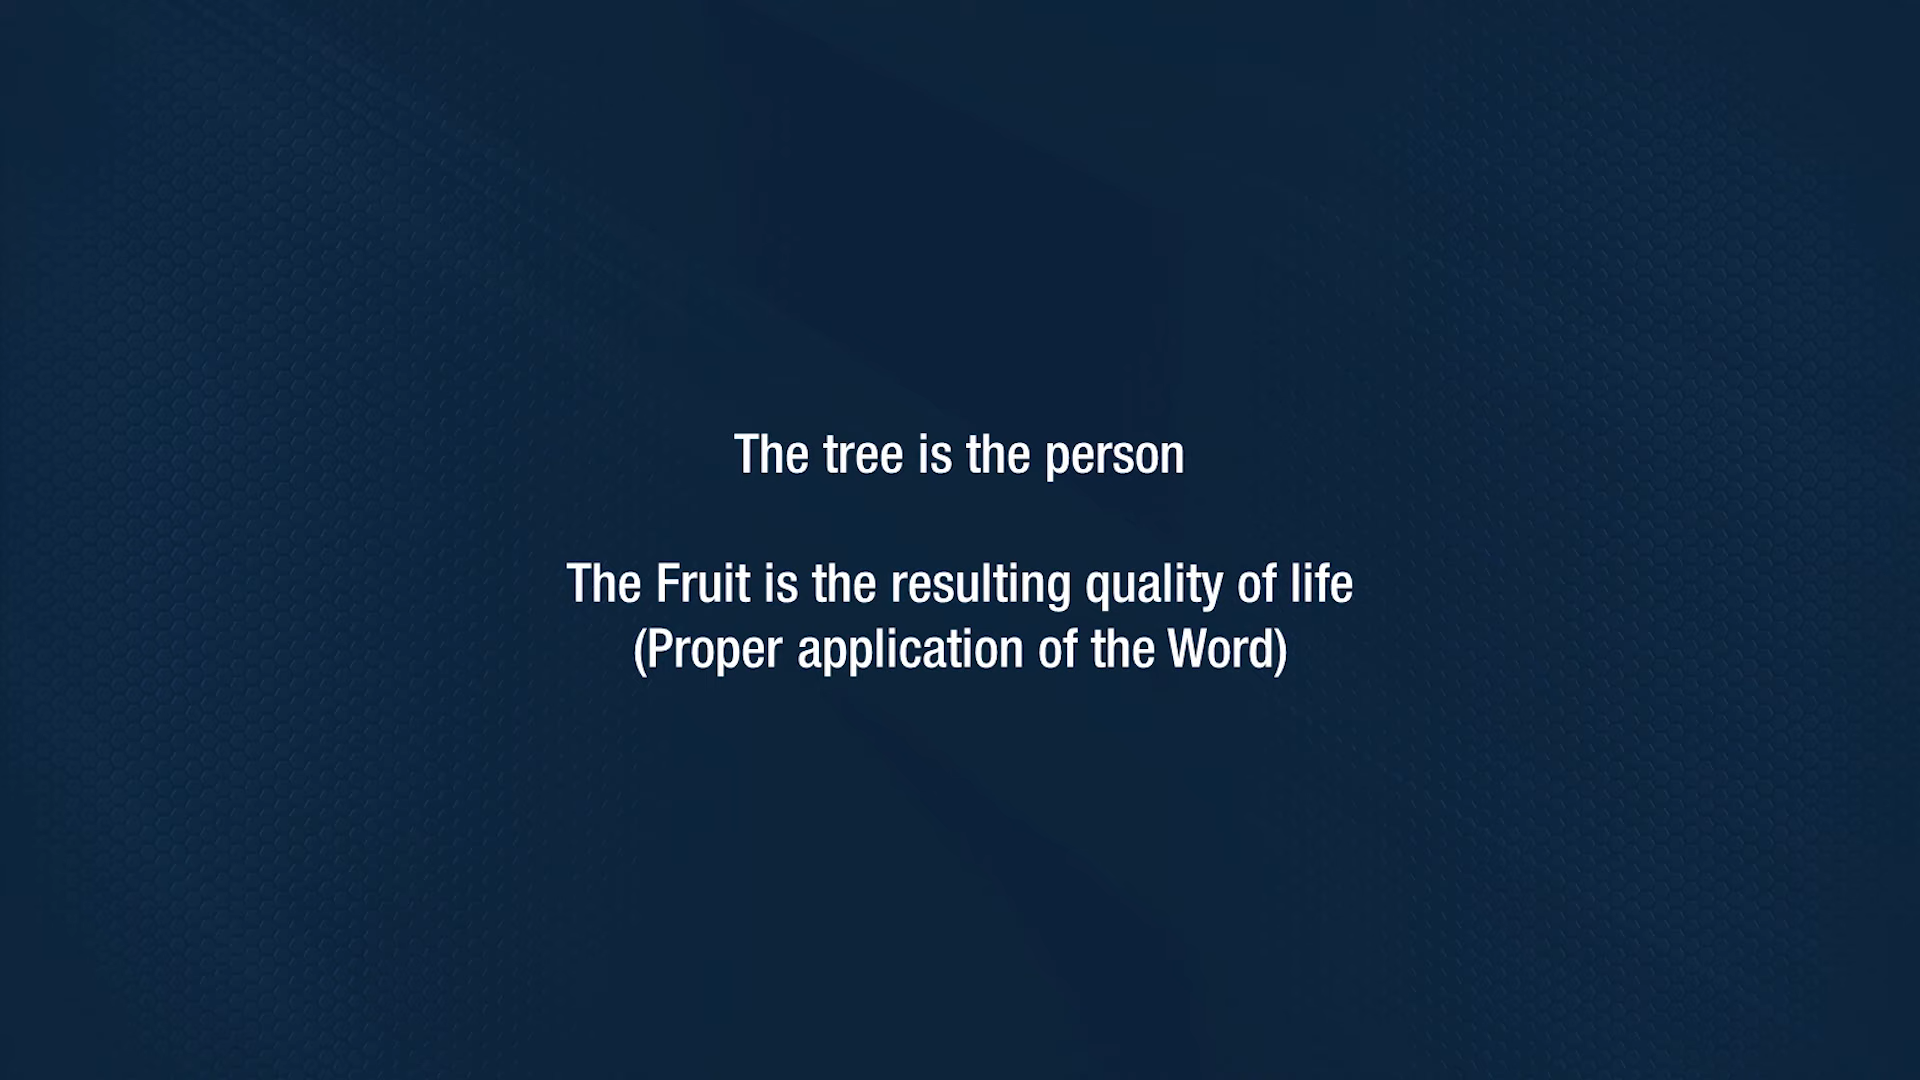 The tree is the person
The Fruit is the resulting quality of life
(Proper application of the Word)